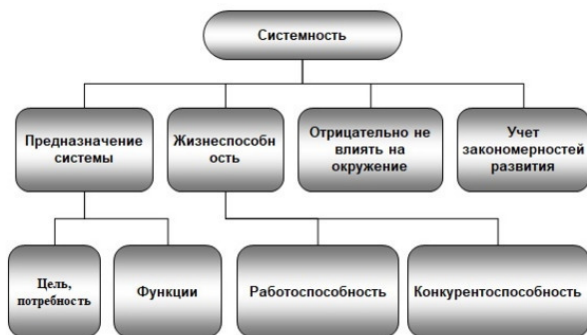 Системность
Предназначение
системы
Жизнеспособн
ость
Отрицательно не
влиять на
окружение
Учет
закономерностей
развития
Цель,
потребность
Функции
Работоспособность
Конкурентоспособность